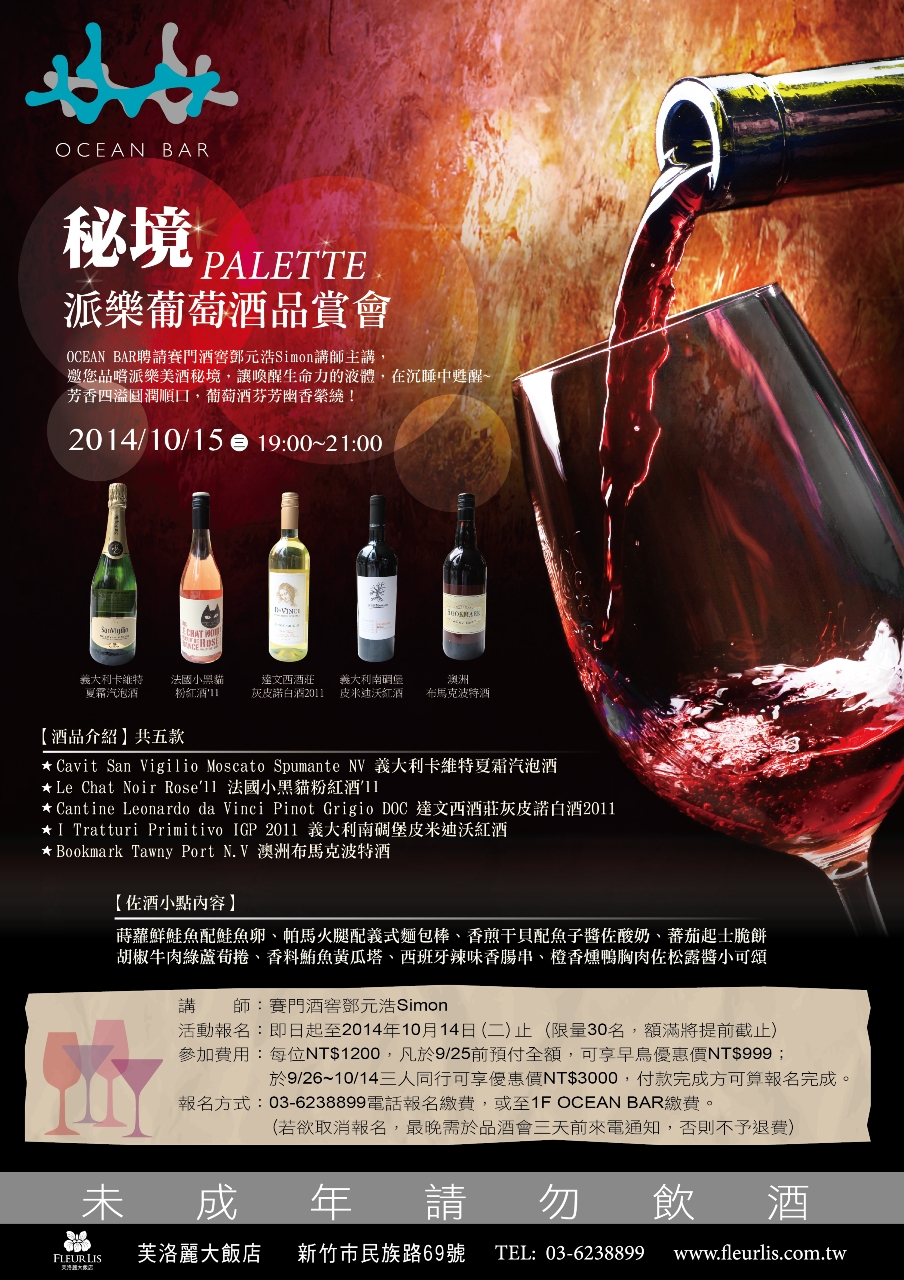 OCEAN BAR
秘境 PALETTE
派樂葡萄酒品賞會
OCEAN BAR聘請賽門酒窖鄧元浩Simon講師主講，
邀您品嚐派樂美酒秘境，讓喚醒生命力的液體，在沉睡中甦醒~
芳香四溢圓潤順口，葡萄酒芬芳幽香縈繞！
2014/10/15 三 19:00~21:00
SanVigilio
LE CHAT NOIR
ROSE
DA VINCI
BOOKMARK
義大利卡維特
夏霜汽泡酒
法國小黑貓
粉紅酒'11
達文西酒莊
灰皮諾白酒2011
義大利南碉堡
皮米迪沃紅酒
澳洲
布馬克波特酒
【酒品介紹】共五款
★Cavit San Vigilio Moscato Spumante NV 義大利卡維特夏霜汽泡酒
★Le Chat Noir Rose'11 法國小黑貓粉紅酒'11
★Cantine Leonardo da Vinci Pinot Grigio DOC 達文西酒莊灰皮諾白酒2011
★I Tratturi Primitivo IGP 2011 義大利南碉堡皮米迪沃紅酒
★Bookmark Tawny Port N.V 澳洲布馬克波特酒
【佐酒小點內容】
蒔蘿鮮鮭魚配鮭魚卵、帕馬火腿配義式麵包棒、香煎干貝配魚子醬佐酸奶、蕃茄起士脆餅
胡椒牛肉綠蘆筍捲、香料鮪魚黃瓜塔、西班牙辣味香腸串、橙香燻鴨胸肉佐松露醬小可頌
講　　師：賽門酒窖鄧元浩Simon
活動報名：即日起至2014年10月14日(二)止（限量30名，額滿將提前截止）
參加費用：每位NT$1200，凡於9/25前預付全額，可享早鳥優惠價NT$999；
於9/26~10/14三人同行可享優惠價NT$3000，付款完成方可算報名完成。
報名方式：03-6238899電話報名繳費，或至1F OCEAN BAR繳費。
（若欲取消報名，最晚需於品酒會三天前來電通知，否則不予退費）
未成年請勿飲酒
FLEURLIS
芙洛麗大飯店
芙洛麗大飯店 新竹市民族路69號 TEL: 03-6238899 www.fleurlis.com.tw